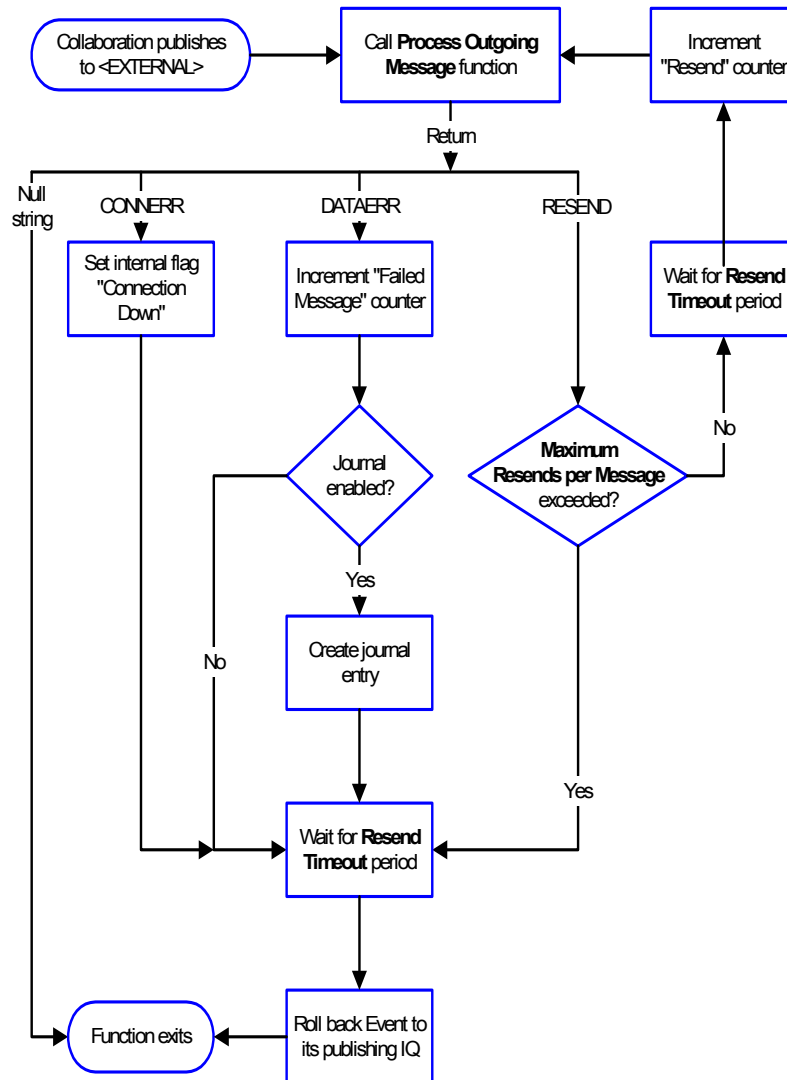 Collaboration publishes
to <EXTERNAL>
Call Process Outgoing
Message function
Increment
"Resend" counter
Return
Null
string
CONNERR
DATAERR
RESEND
Set internal flag
"Connection
Down"
Increment "Failed
Message" counter
Wait for Resend
Timeout period
No
Journal
enabled?
Maximum
Resends per Message
exceeded?
Yes
No
Create journal
entry
Yes
Wait for Resend
Timeout period
Function exits
Roll back Event to
its publishing IQ